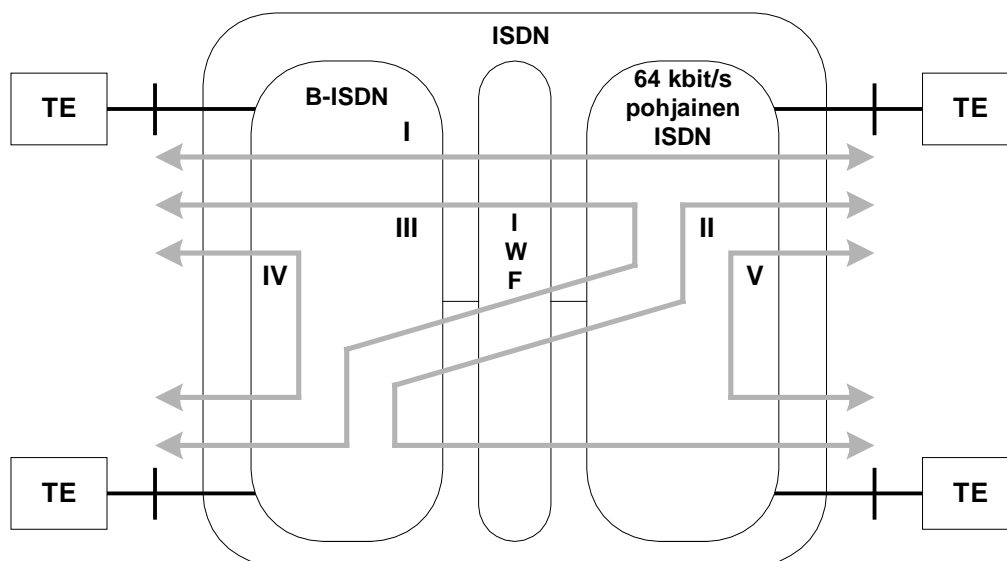 ISDN
TE
B-ISDN
64 kbit/s
pohjainen
ISDN
TE
I
III
I
W
F
II
IV
V
TE
TE